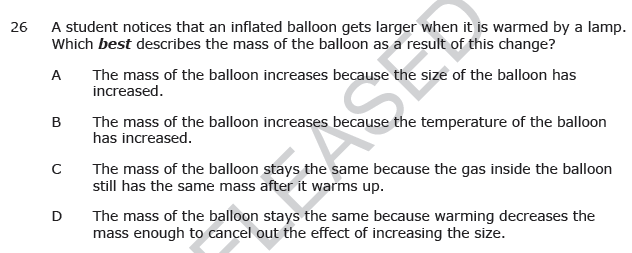 26 A student notices that an inflated balloon gets larger when it is warmed by a lamp.
Which best describes the mass of the balloon as a result of this change?
A The mass of the balloon increases because the size of the balloon has
increased.
B The mass of the balloon increases because the temperature of the balloon
has increased.
C The mass of the balloon stays the same because the gas inside the balloon
still has the same mass after it warms up.
D The mass of the balloon stays the same because warming decreases the
mass enough to cancel out the effect of increasing the size.
ELEASED